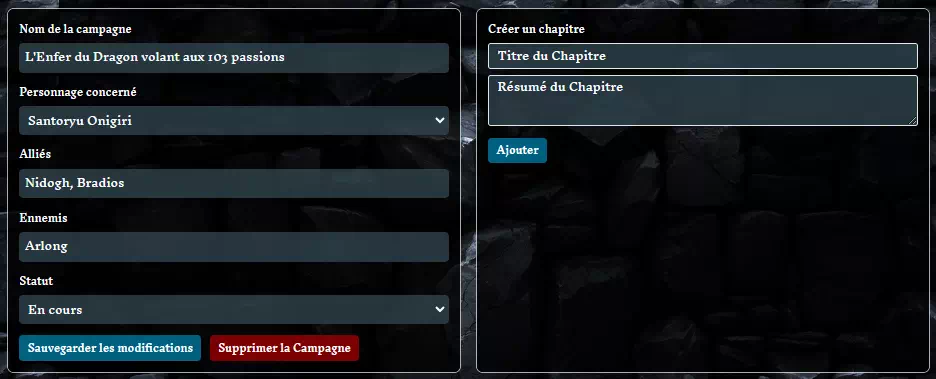 Nom de la campagne
L'Enfer du Dragon volant aux 103 passions
Personnage concerné
Santoryu Onigiri
Alliés
Nidogh, Bradios
Ennemis
Arlong
Statut
En cours
Sauvegarder les modifications
Supprimer la Campagne
Créer un chapitre
Titre du Chapitre
Résumé du Chapitre
Ajouter